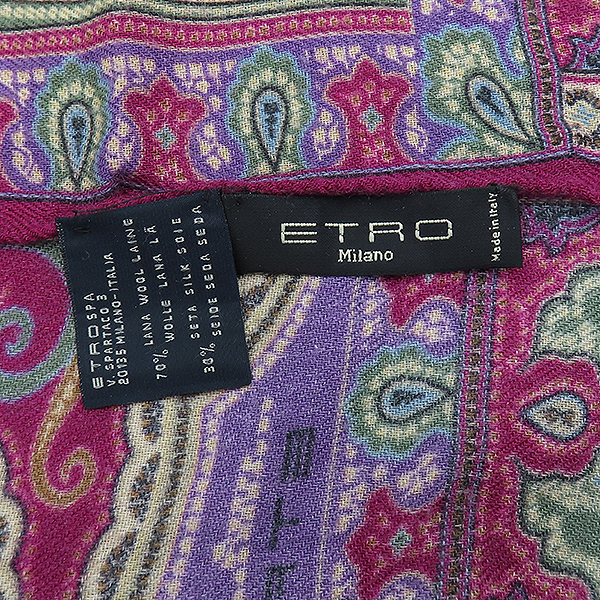 ETRO
Milano
Made in Italy
ETRO SPA
V. SPARTACO 3
20135 MILANO-ITALIA
70% LANA WOOL LAINE
WOLLE LANA LÃ
30% SETA SILK SOIE
SEIDE SEDA SEDA